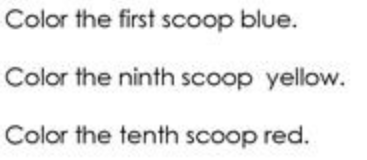 Color the first scoop blue.
Color the ninth scoop yellow.
Color the tenth scoop red.